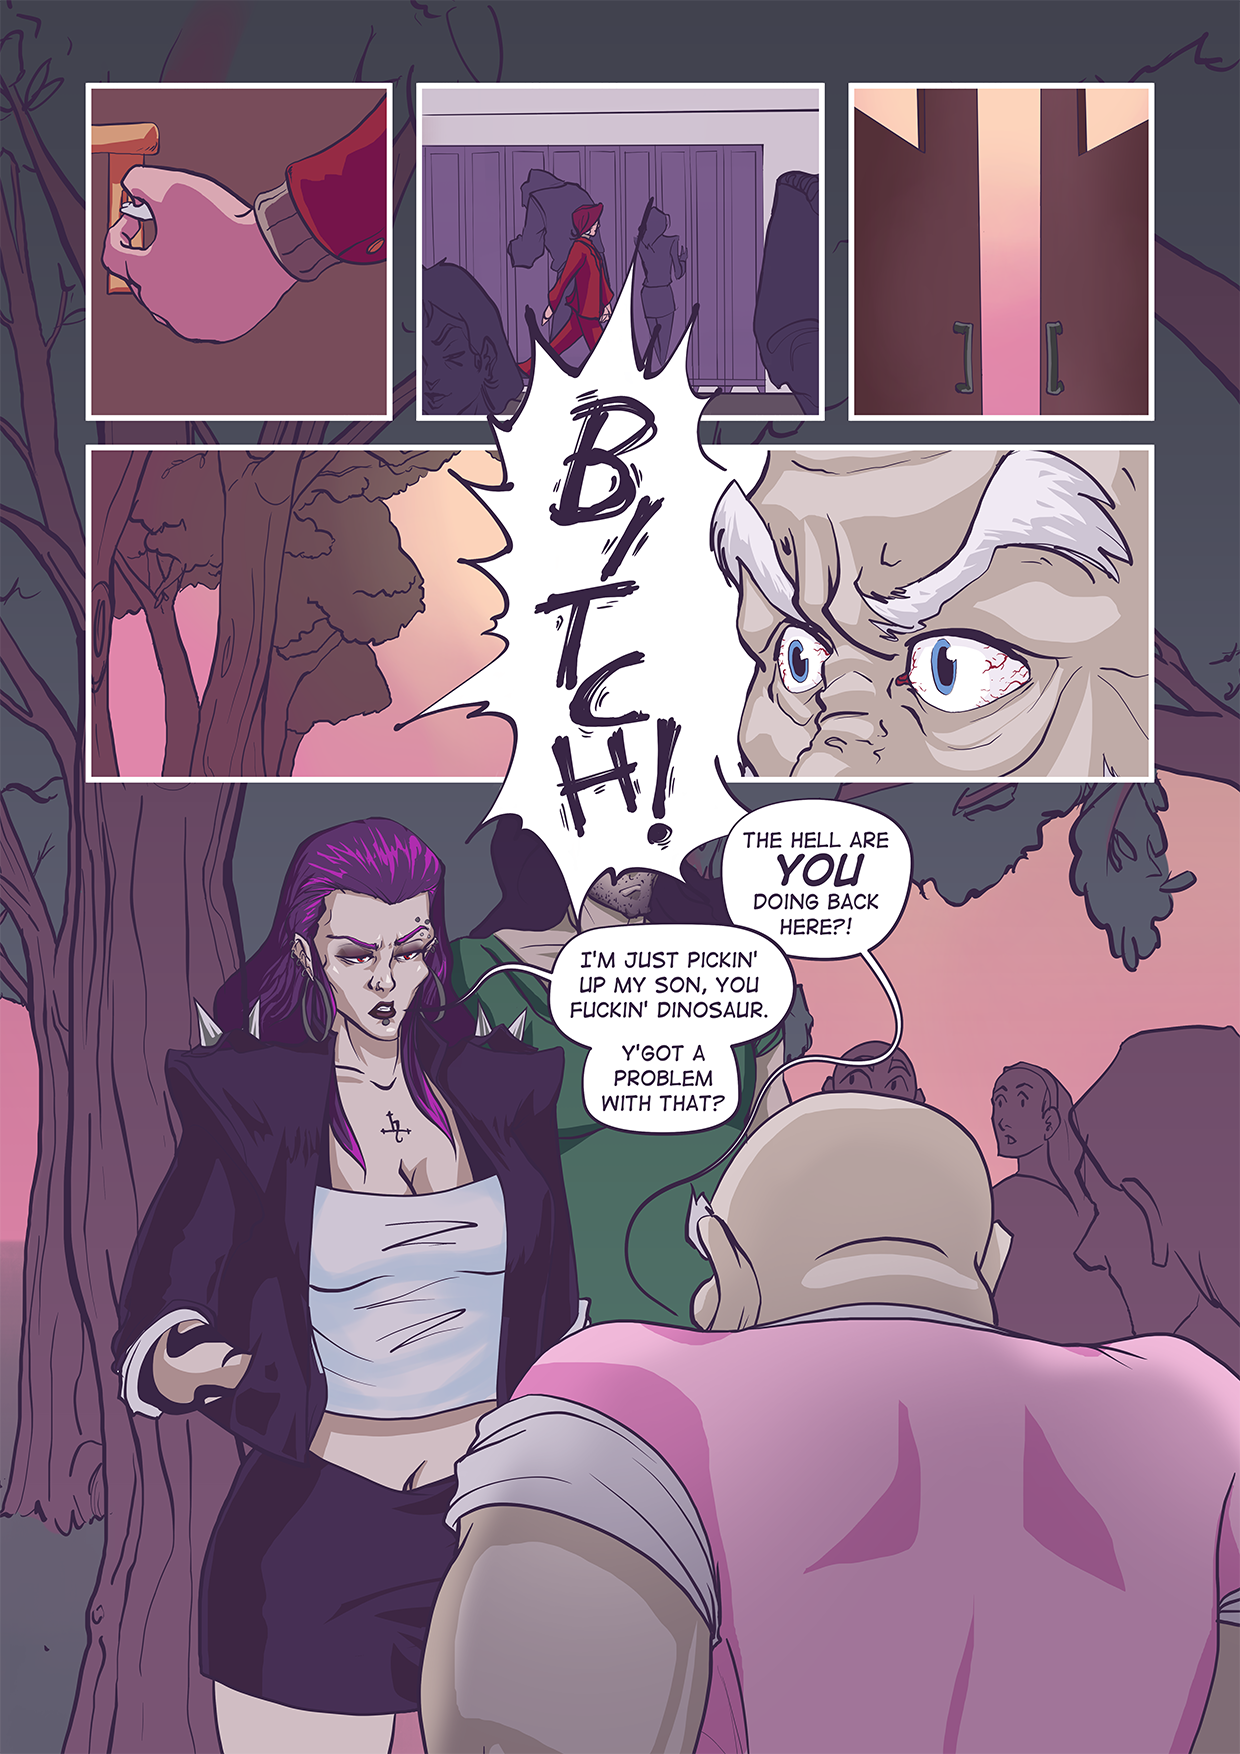 B
I
T
C
H!
THE HELL ARE
YOU
DOING BACK
HERE?!
I'M JUST PICKIN'
UP MY SON, YOU
FUCKIN' DINOSAUR.
Y'GOT A
PROBLEM
WITH THAT?